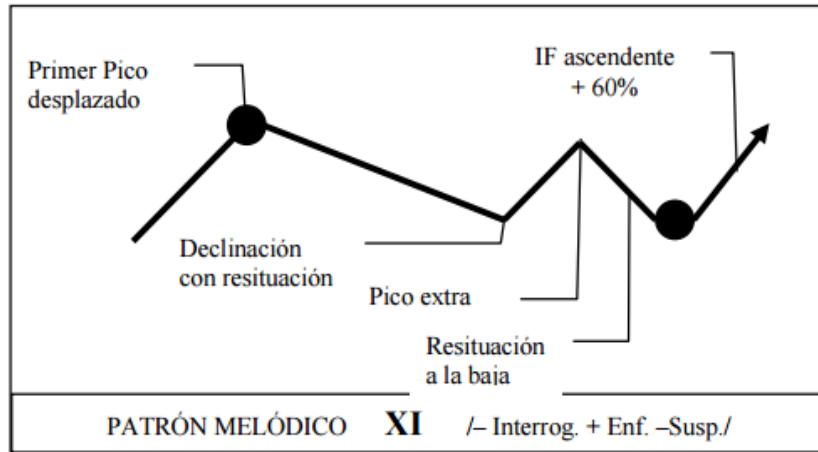 Primer Pico
desplazado
IF ascendente
+ 60%
Declinación
con resituación
Pico extra
Resituación
a la baja
PATRÓN MELÓDICO XI /– Interrog. + Enf. –Susp./